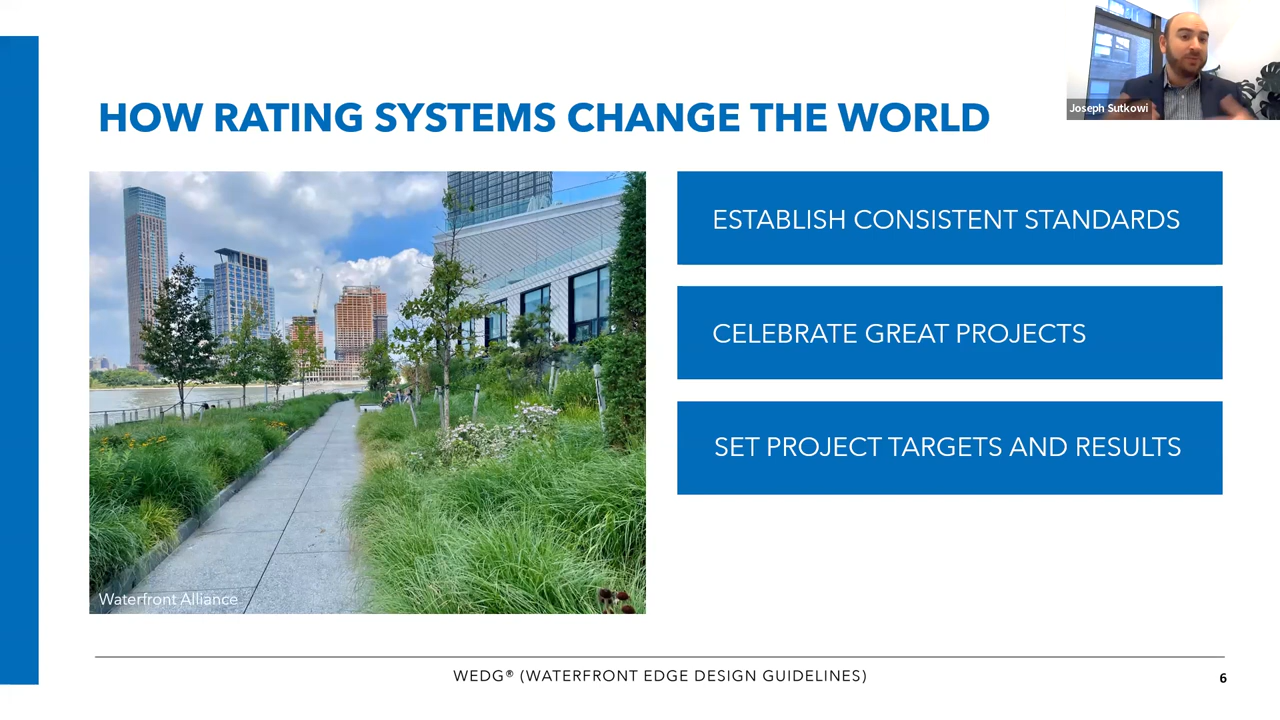 HOW RATING SYSTEMS CHANGE THE WORLD
Joseph Sutkowi
Waterfront Alliance
ESTABLISH CONSISTENT STANDARDS
CELEBRATE GREAT PROJECTS
SET PROJECT TARGETS AND RESULTS
WEDG® (WATERFRONT EDGE DESIGN GUIDELINES)
6